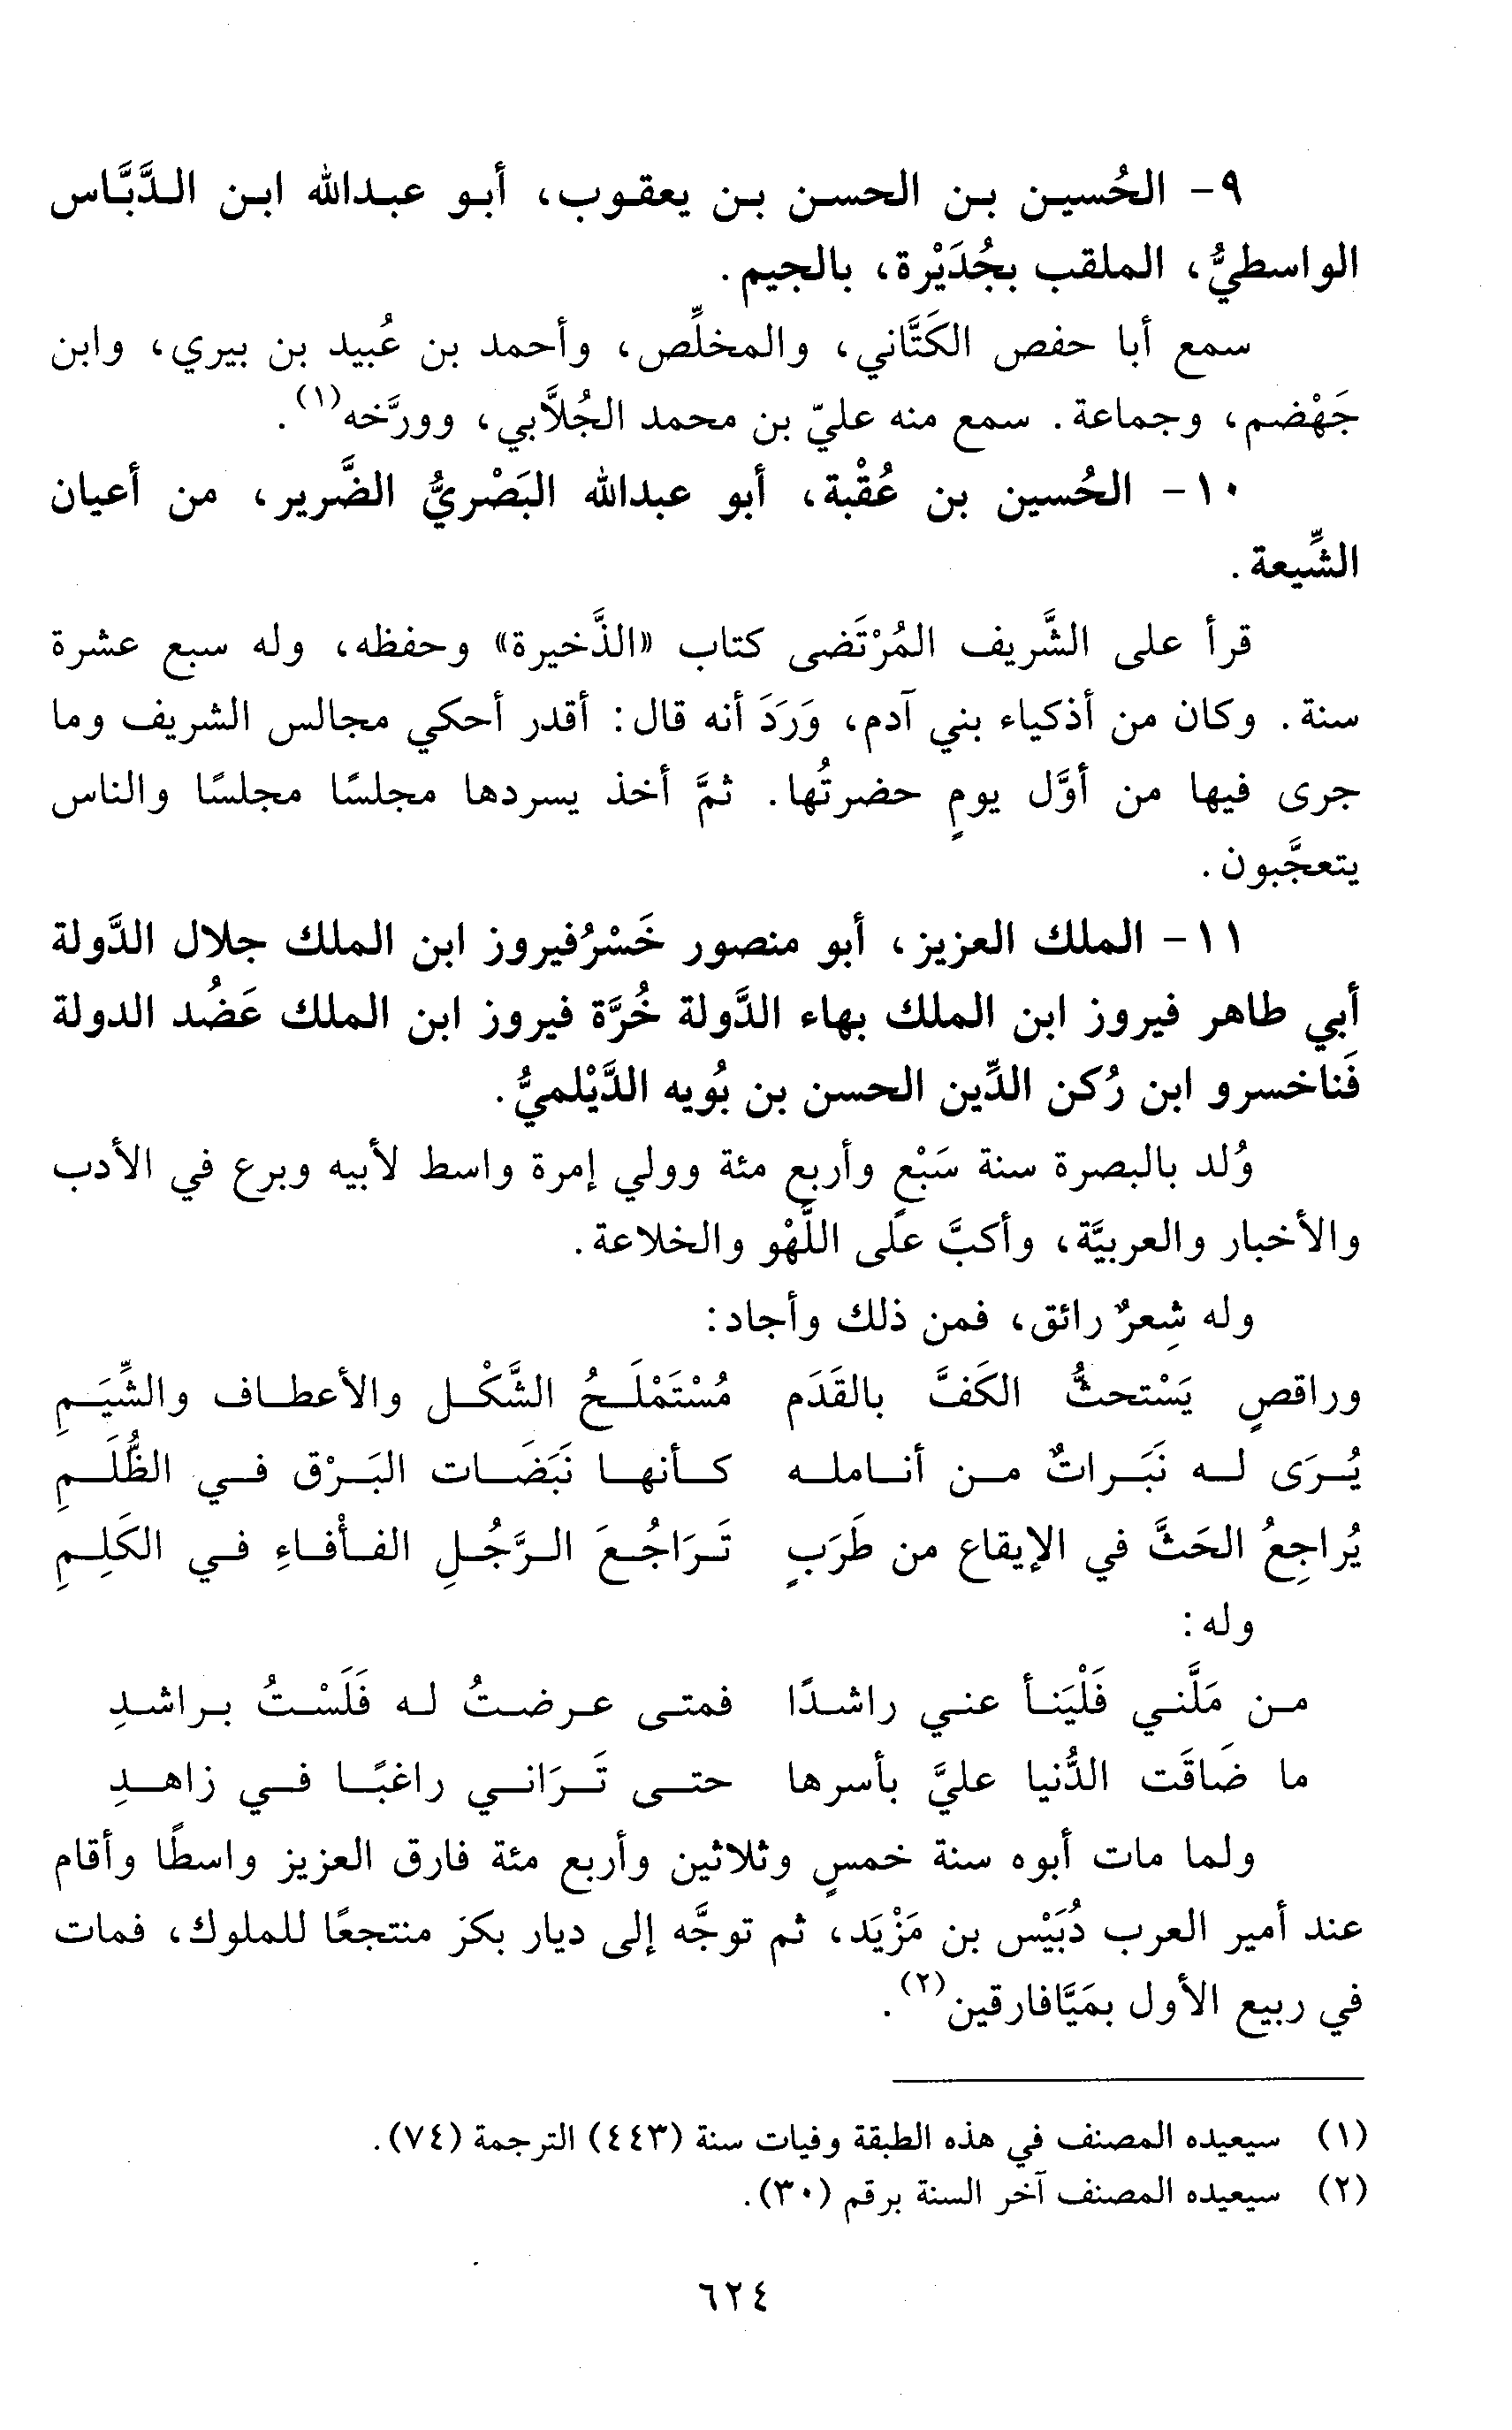 ٩- الحُسين بن الحسن بن يعقوب، أبو عبدالله ابن الدَّبَّاس
الواسطيُّ، الملقب بجُدَيْرة، بالجيم.
سمع أبا حفص الكَتَّاني، والمخلِّص، وأحمد بن عُبيد بن بيري، وابن
جَهْضم، وجماعة. سمع منه عليّ بن محمد الجُلاَّبي، وورَّخه(١).
١٠- الحُسين بن عُقْبة، أبو عبدالله البَصْريُّ الضَّرير، من أعيان
الشِّيعة.
قرأ على الشَّريف المُرْتَضى كتاب «الذَّخيرة» وحفظه، وله سبع عشرة
سنة. وكان من أذكياء بني آدم، وَرَدَ أنه قال: أقدر أحكي مجالس الشريف وما
جرى فيها من أوَّل يومٍ حضرتُها. ثمَّ أخذ يسردها مجلسًا مجلسًا والناس
يتعجَّبون.
١١- الملك العزيز، أبو منصور خَسْرُفيروز ابن الملك جلال الدَّولة
أبي طاهر فيروز ابن الملك بهاء الدَّولة خُرَّة فيروز ابن الملك عَضُد الدولة
فَناخسرو ابن رُكن الدِّين الحسن بن بُويه الدَّيْلميُّ.
وُلد بالبصرة سنة سَبْعٍ وأربع مئة وولي إمرة واسط لأبيه وبرع في الأدب
والأخبار والعربيَّة، وأكبَّ على اللَّهْو والخلاعة.
وله شِعرٌ رائق، فمن ذلك وأجاد:
وراقصٍ يَسْتحثُّ الكَفَّ بالقَدَم مُسْتَمْلَحُ الشَّكْل والأعطاف والشِّيَمِ
يُرَى له نَبَراتٌ من أنامله كأنها نَبَضَات البَرْق في الظُّلَمِ
يُراجِعُ الحَثَّ في الإيقاع من طَرَبٍ تَرَاجُعَ الرَّجُلِ الفأْفاءِ في الكَلِمِ
وله:
من مَلَّني فَلْيَنأ عني راشدًا فمتى عرضتُ له فَلَسْتُ براشدِ
ما ضَاقَت الدُّنيا عليَّ بأسرها حتى تَرَاني راغبًا في زاهدِ
ولما مات أبوه سنة خمسٍ وثلاثين وأربع مئة فارق العزيز واسطًا وأقام
عند أمير العرب دُبَيْس بن مَزْيَد، ثم توجَّه إلى ديار بكر منتجعًا للملوك، فمات
في ربيع الأول بمَيَّافارقين(٢).
(١) سيعيده المصنف في هذه الطبقة وفيات سنة (٤٤٣) الترجمة (٧٤).
(٢) سيعيده المصنف آخر السنة برقم (٣٠).
٦٢٤